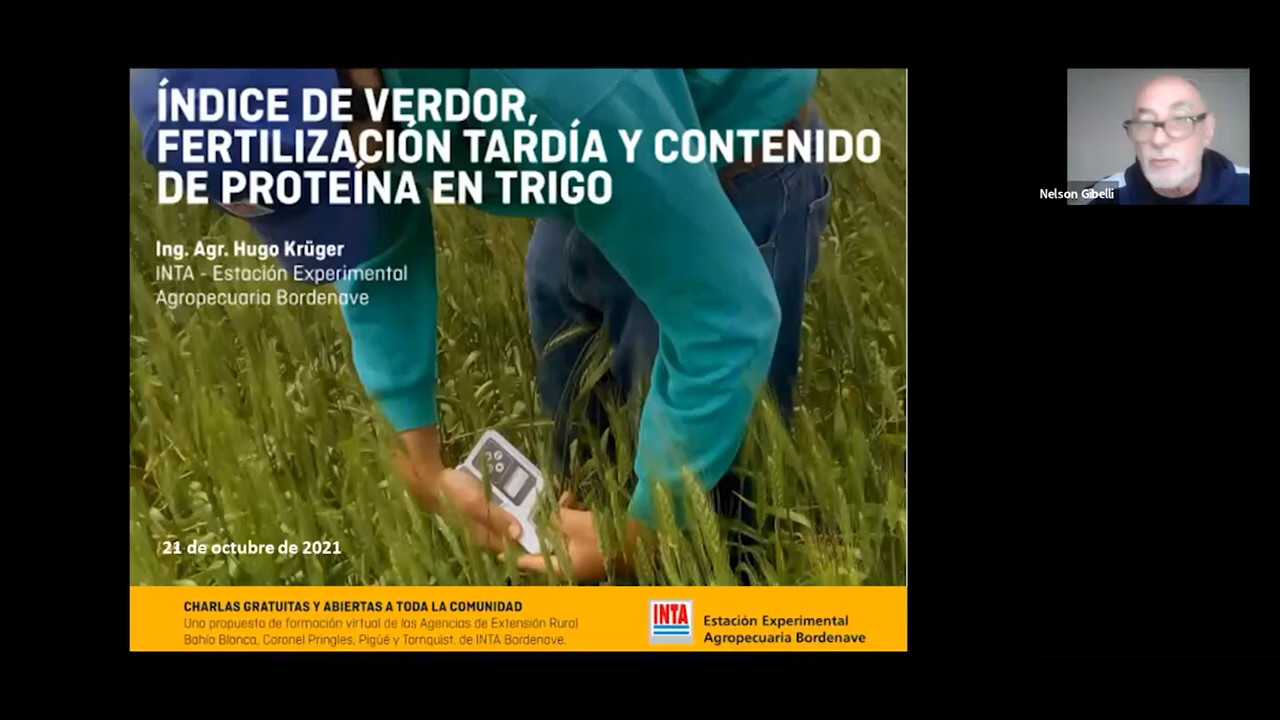 ÍNDICE DE VERDOR,
FERTILIZACIÓN TARDÍA Y CONTENIDO
DE PROTEÍNA EN TRIGO
Ing. Agr. Hugo Krüger
INTA - Estación Experimental
Agropecuaria Bordenave
Nelson Gibelli
21 de octubre de 2021
CHARLAS GRATUITAS Y ABIERTAS A TODA LA COMUNIDAD
Una propuesta de formación virtual de las Agencias de Extensión Rural
Bahía Blanca, Coronel Pringles, Pigüé y Tornquist, de INTA Bordenave.
INTA
Estación Experimental
Agropecuaria Bordenave